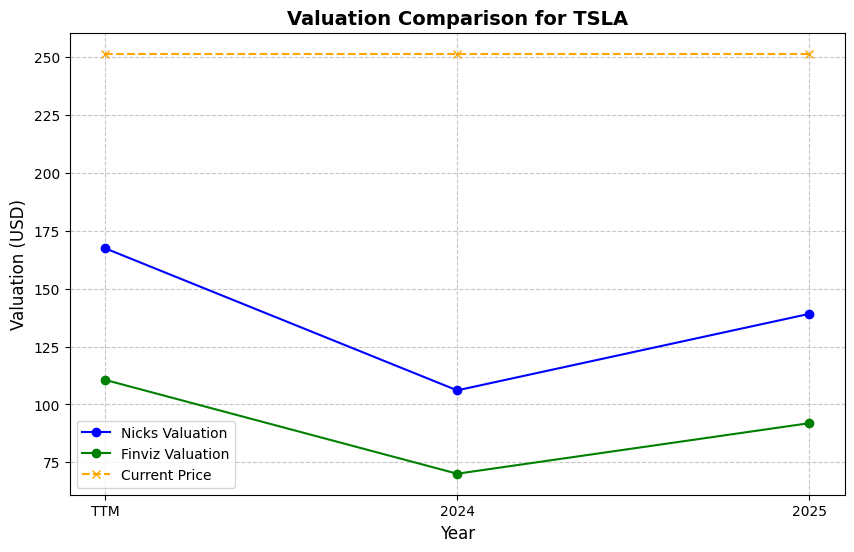 Valuation Comparison for TSLA
Valuation (USD)
250
225
200
175
150
125
100
75
Nicks Valuation
Finviz Valuation
Current Price
TTM
2024
2025
Year